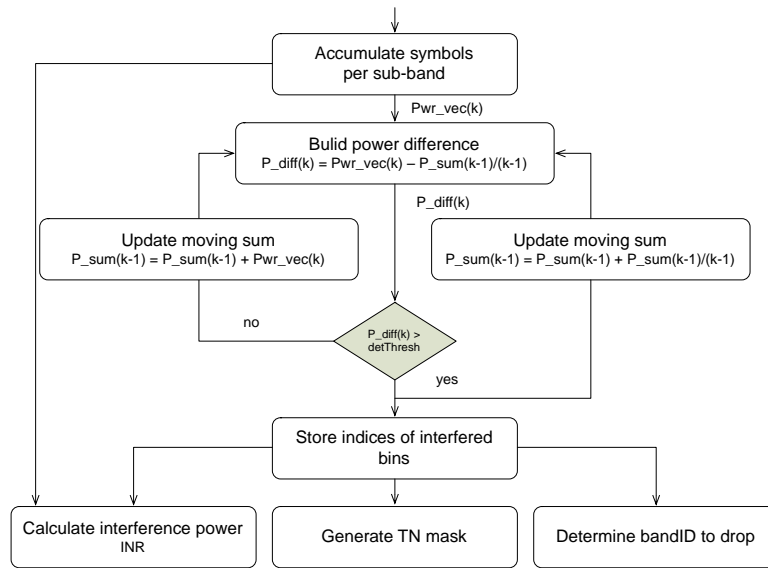 Accumulate symbols
per sub-band
Pwr_vec(k)
Bulid power difference
P_diff(k) = Pwr_vec(k) – P_sum(k-1)/(k-1)
P_diff(k)
Update moving sum
P_sum(k-1) = P_sum(k-1) + Pwr_vec(k)
Update moving sum
P_sum(k-1) = P_sum(k-1) + P_sum(k-1)/(k-1)
no
P_diff(k) >
detThresh
yes
Store indices of interfered
bins
Calculate interference power
INR
Generate TN mask
Determine bandID to drop